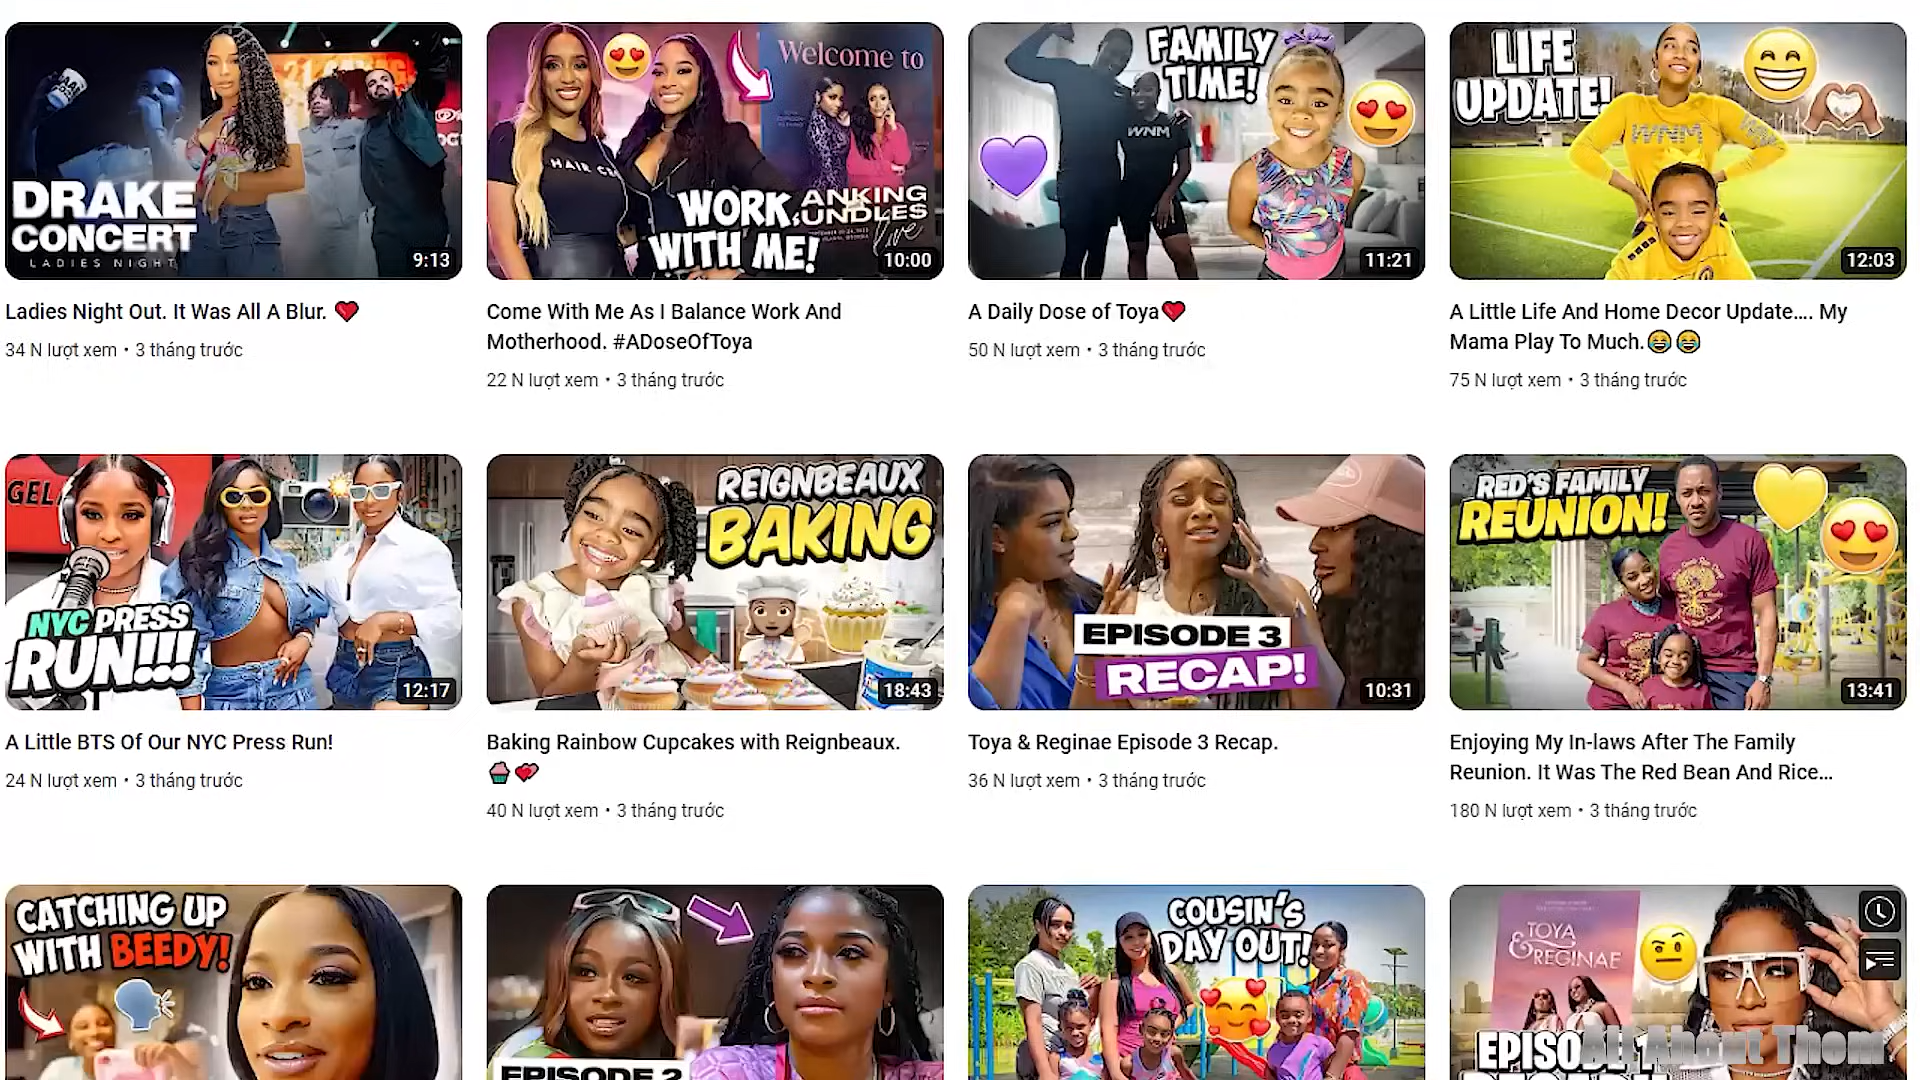 DRAKE
CONCERT
LADIES NIGHT
9:13
Welcome to
HAIR
WORK
WITH ME!
10:00
FAMILY
TIME!
WNM
11:21
LIFE
UPDATE!
WNM
12:03
Ladies Night Out. It Was All A Blur. ❤️
34 N lượt xem • 3 tháng trước
Come With Me As I Balance Work And
Motherhood. #ADoseOfToya
22 N lượt xem • 3 tháng trước
A Daily Dose of Toya❤️
50 N lượt xem • 3 tháng trước
A Little Life And Home Decor Update.... My
Mama Play To Much.😂😂
75 N lượt xem • 3 tháng trước
NYC PRESS
RUN!!!
12:17
REIGNBEAUX
BAKING
18:43
EPISODE 3
RECAP!
10:31
RED'S FAMILY
REUNION!
13:41
A Little BTS Of Our NYC Press Run!
24 N lượt xem • 3 tháng trước
Baking Rainbow Cupcakes with Reignbeaux.
🧁💕
40 N lượt xem • 3 tháng trước
Toya & Reginae Episode 3 Recap.
36 N lượt xem • 3 tháng trước
Enjoying My In-laws After The Family
Reunion. It Was The Red Bean And Rice...
180 N lượt xem • 3 tháng trước
CATCHING UP
WITH BEEDY!
EPISODE 2
COUSIN'S
DAY OUT!
TOYA
& REGINAE
All About Them